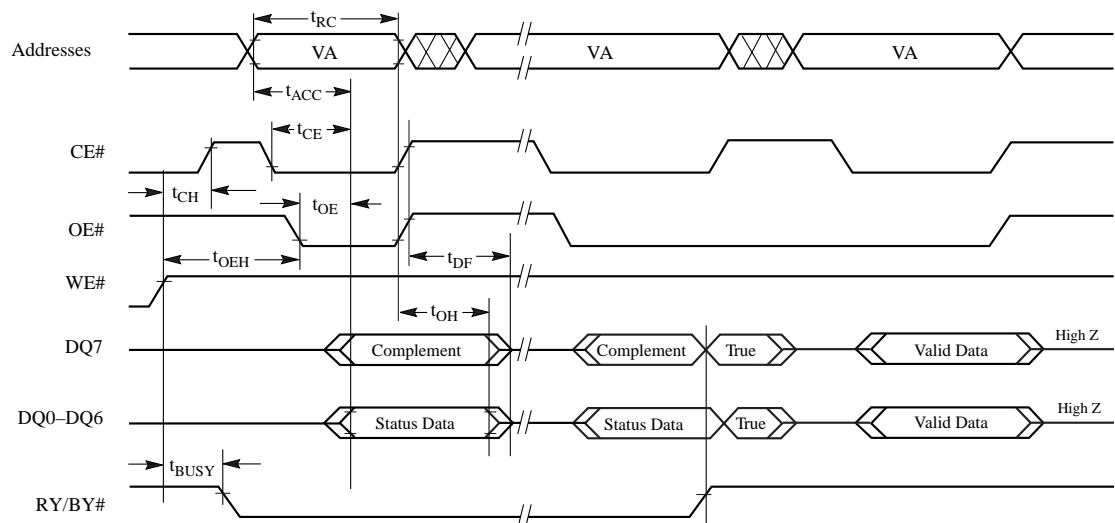 tRC
Addresses VA VA VA
tACC
tCE
CE#
tCH tOE
OE#
tOEH tDF
WE#
tOH
DQ7 Complement Complement True Valid Data High Z
DQ0–DQ6 Status Data Status Data True Valid Data High Z
tBUSY
RY/BY#